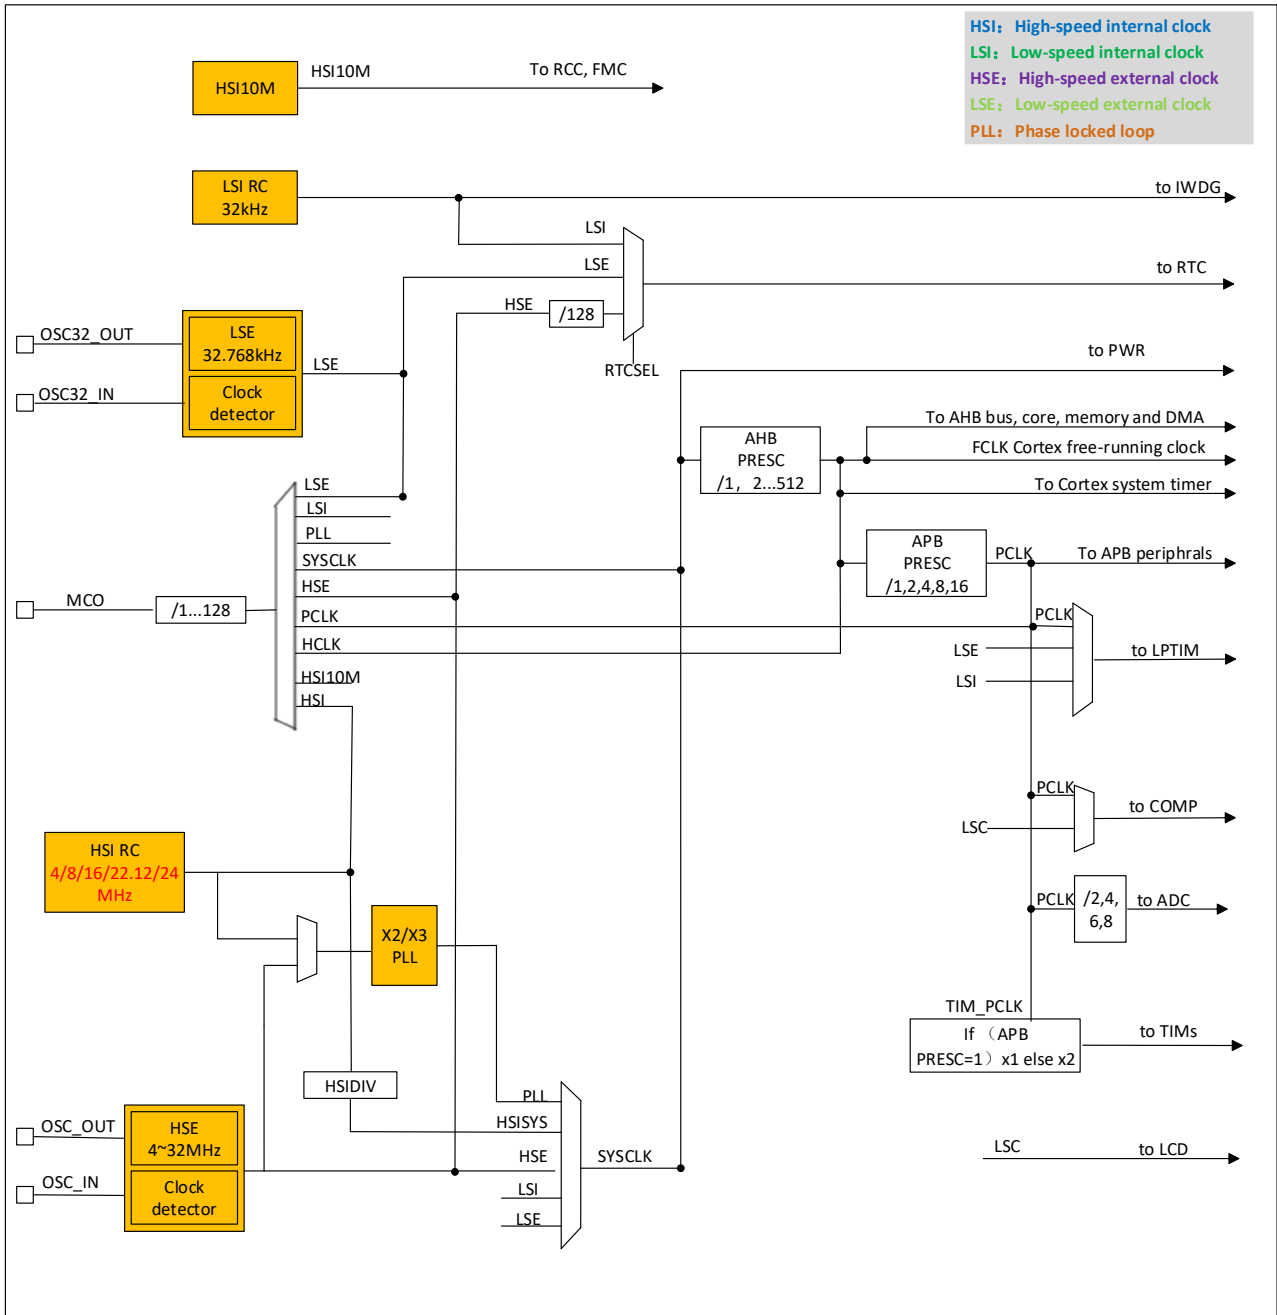 HSI：High-speed internal clock
LSI：Low-speed internal clock
HSE：High-speed external clock
LSE：Low-speed external clock
PLL：Phase locked loop
HSI10M
HSI10M
To RCC, FMC
LSI RC
32kHz
to IWDG
LSI
LSE
HSE
/128
to RTC
RTCSEL
OSC32_OUT
OSC32_IN
LSE
32.768kHz
Clock
detector
LSE
to PWR
AHB
PRESC
/1，2...512
To AHB bus, core, memory and DMA
FCLK Cortex free-running clock
To Cortex system timer
APB
PRESC
/1,2,4,8,16
PCLK
To APB periphrals
MCO
/1...128
LSE
LSI
PLL
SYSCLK
HSE
PCLK
HCLK
HSI10M
HSI
PCLK
LSE
LSI
to LPTIM
PCLK
LSC
to COMP
HSI RC
4/8/16/22.12/24
MHz
X2/X3
PLL
PCLK
/2,4,
6,8
to ADC
TIM_PCLK
If （APB
PRESC=1）x1 else x2
to TIMs
HSIDIV
PLL
HSISYS
HSE
LSI
LSE
SYSCLK
OSC_OUT
OSC_IN
HSE
4~32MHz
Clock
detector
LSC
to LCD